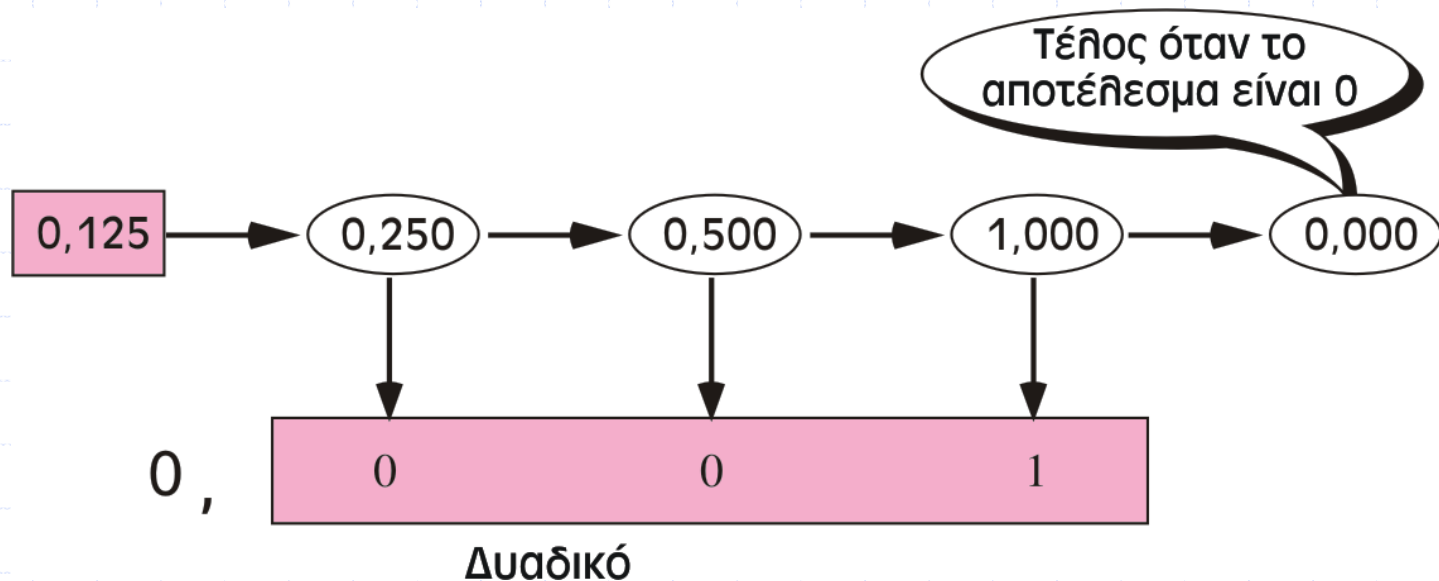 Τέλος όταν το
αποτέλεσμα είναι 0
0,125 0,250 0,500 1,000 0,000
0 , 0 0 1
Δυαδικό